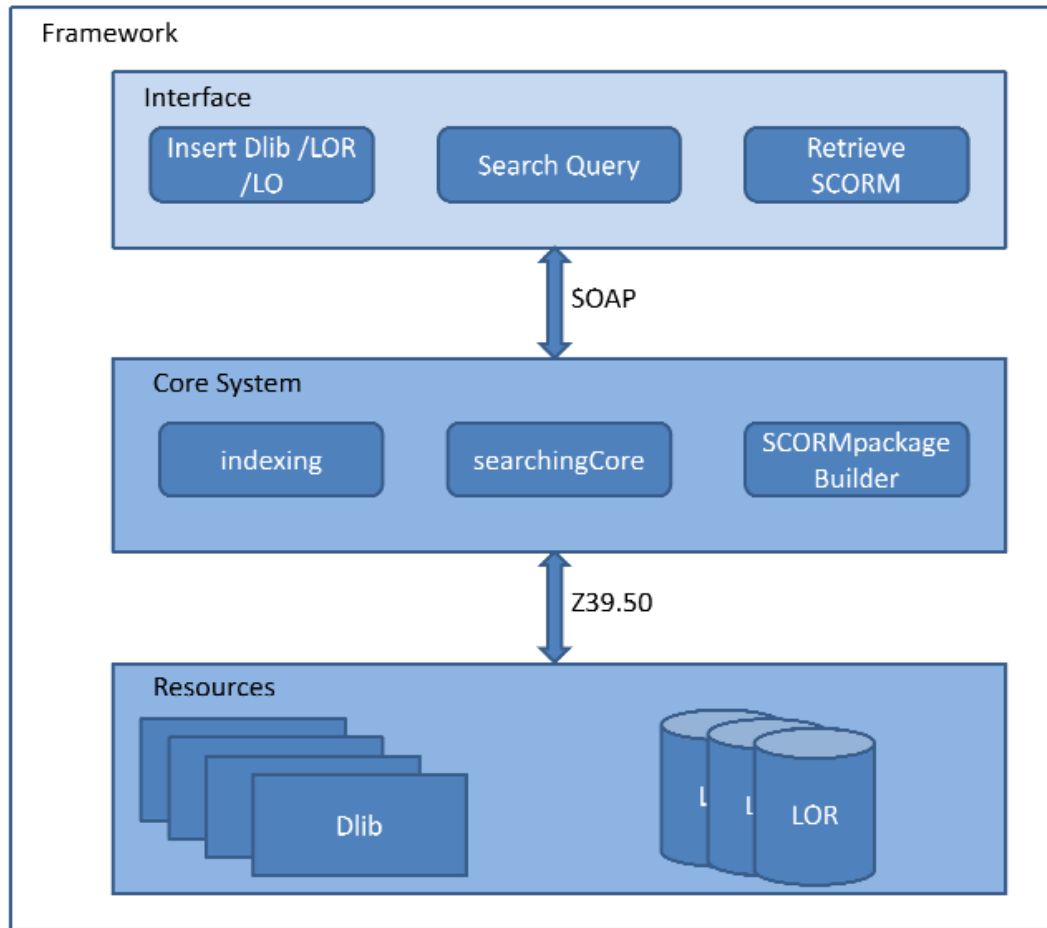 Framework
Interface
Insert Dlib /LOR
/LO
Search Query
Retrieve
SCORM
SOAP
Core System
indexing
searchingCore
SCORMpackage
Builder
Z39.50
Resources
Dlib
L
L
LOR